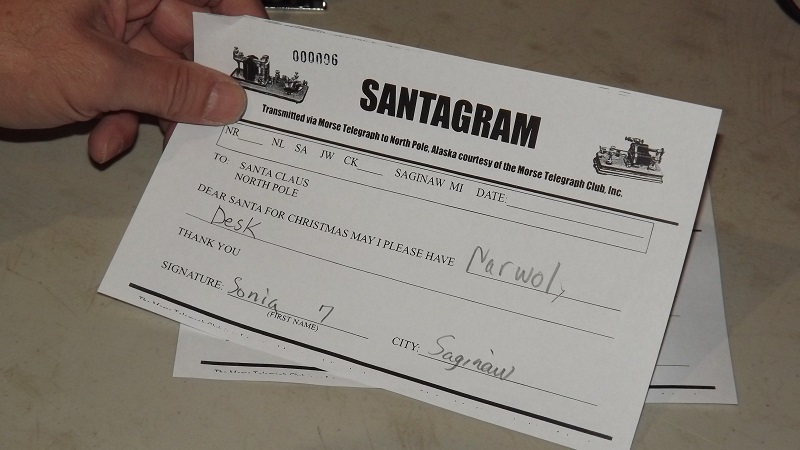 000096
SANTAGRAM
Transmitted via Morse Telegraph to North Pole, Alaska courtesy of the Morse Telegraph Club, Inc.
NR___ NL SA JW CK___ SAGINAW MI DATE:
TO: SANTA CLAUS
NORTH POLE
DEAR SANTA FOR CHRISTMAS MAY I PLEASE HAVE Narwol,
Desk
THANK YOU
SIGNATURE: Sonia 7
(FIRST NAME)
CITY: Saginaw